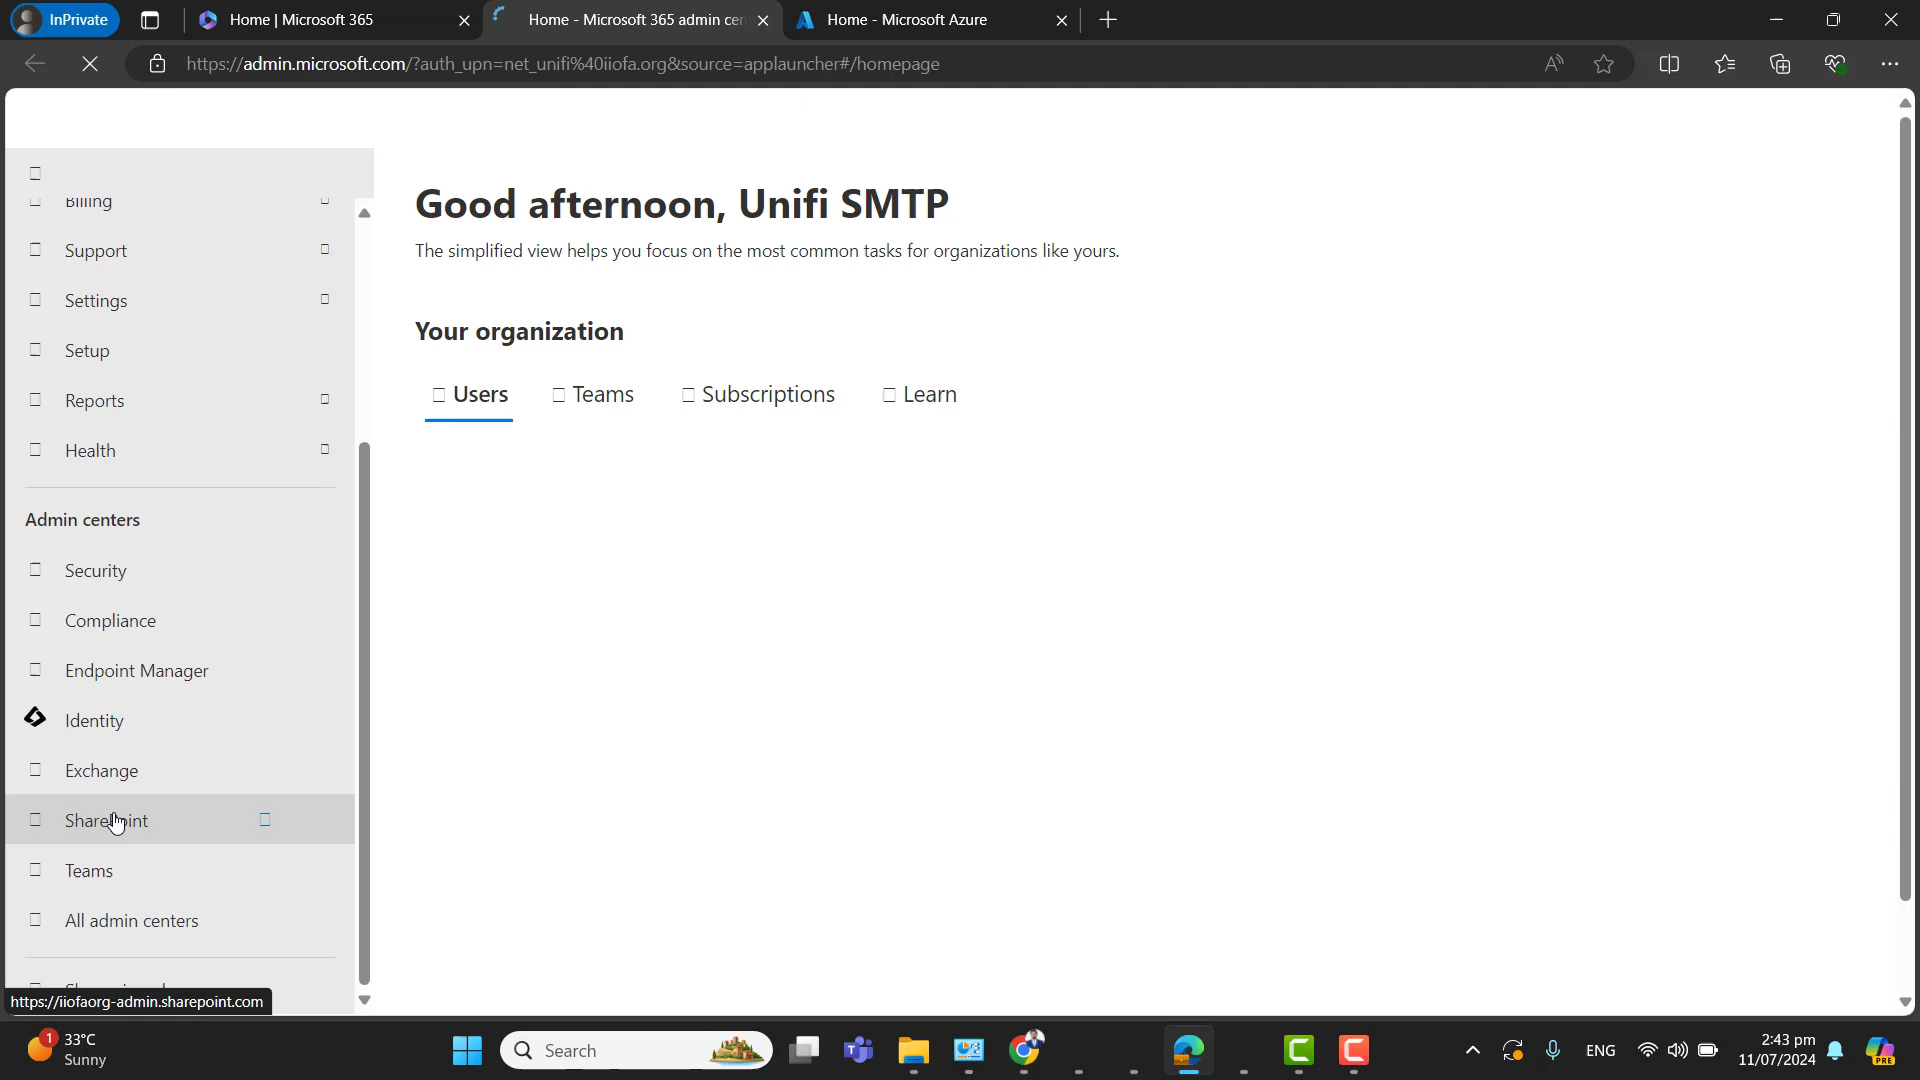 InPrivate
Home | Microsoft 365
Home - Microsoft 365 admin cen
Home - Microsoft Azure
https://admin.microsoft.com/?auth_upn=net_unifi%40iiofa.org&source=applauncher#/homepage
Billing
Support
Settings
Setup
Reports
Health
Admin centers
Security
Compliance
Endpoint Manager
Identity
Exchange
SharePoint
Teams
All admin centers
https://iiofaorg-admin.sharepoint.com
Good afternoon, Unifi SMTP
The simplified view helps you focus on the most common tasks for organizations like yours.
Your organization
Users
Teams
Subscriptions
Learn
1
33°C
Sunny
Search
ENG
2:43 pm
11/07/2024
PRE